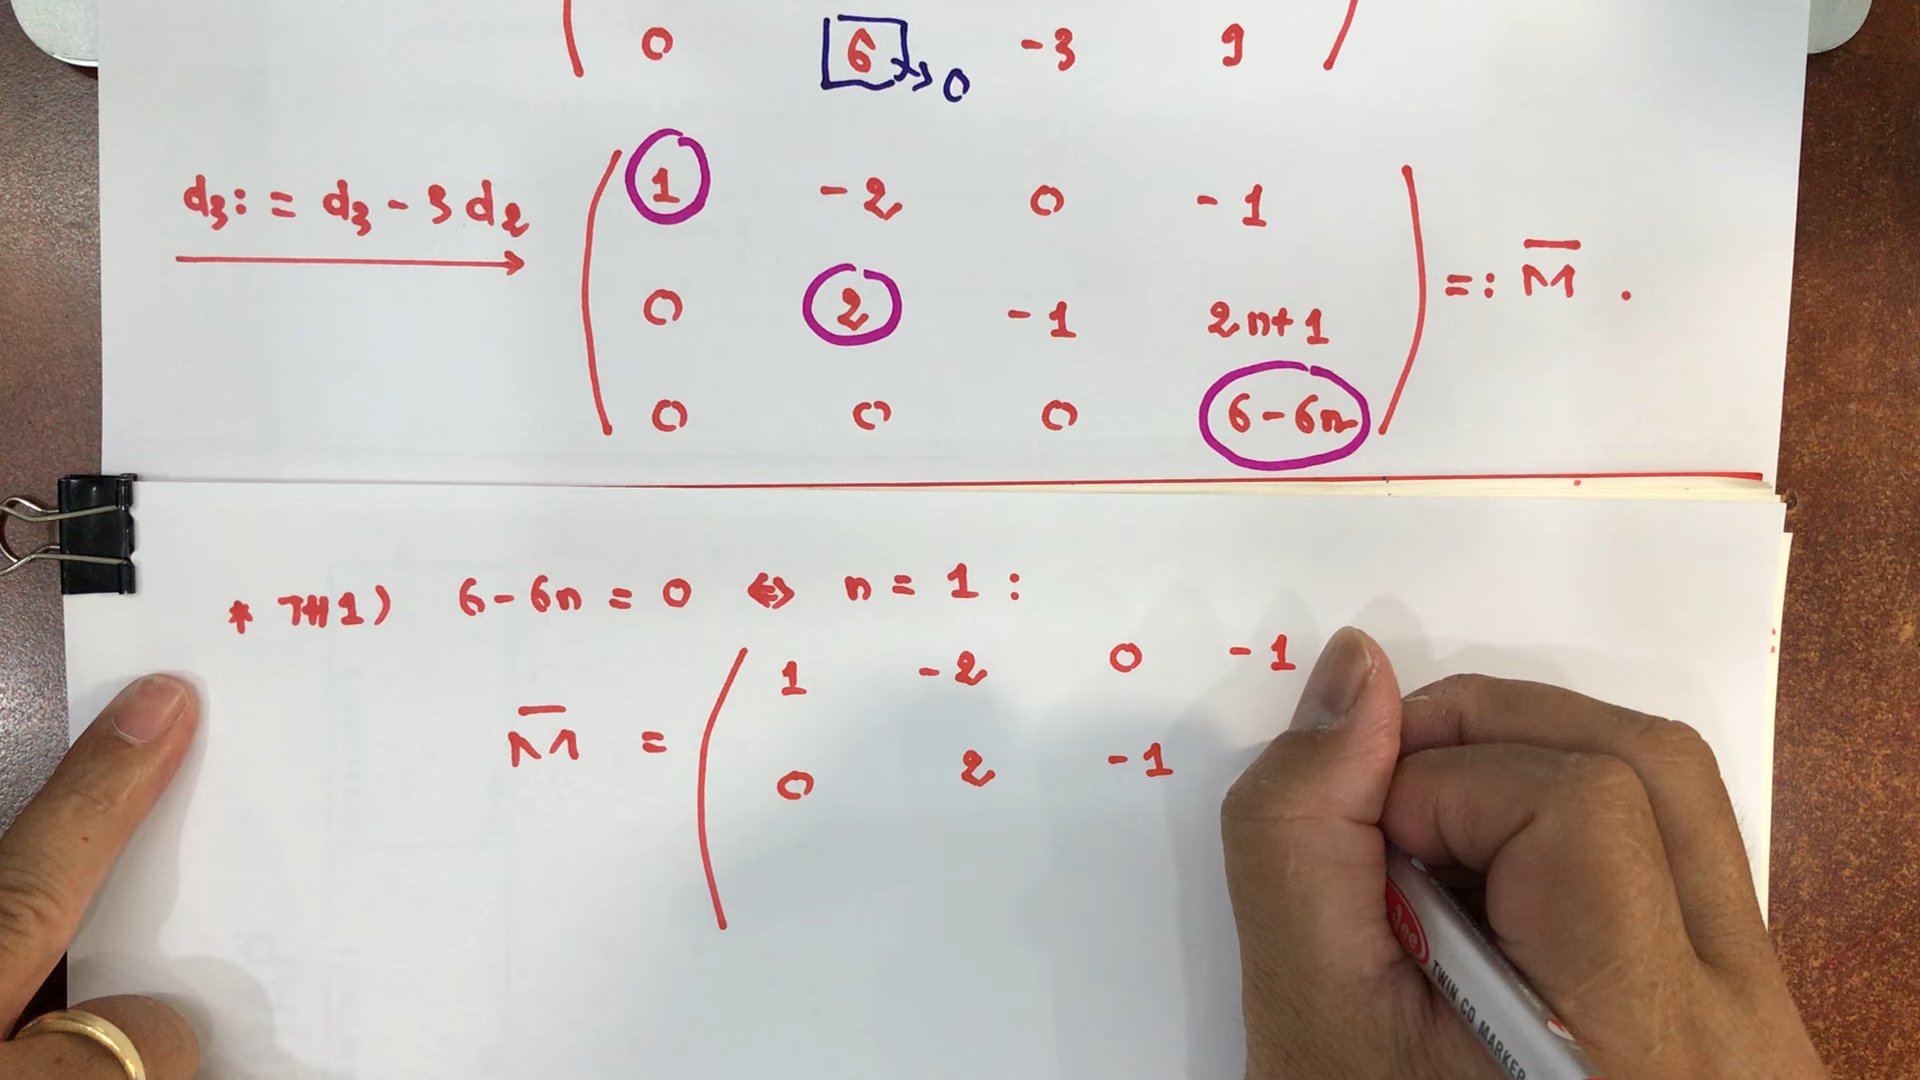 0 6 → 0 -3 9
d3 := d3 - 3d2
1 -2 0 -1
0 2 -1 2n+1
0 0 0 6-6n
=: M̅ .
* TH1) 6-6n = 0 ⇔ n = 1 :
M̅ =
1 -2 0 -1
0 2 -1
TWIN CD MARKER